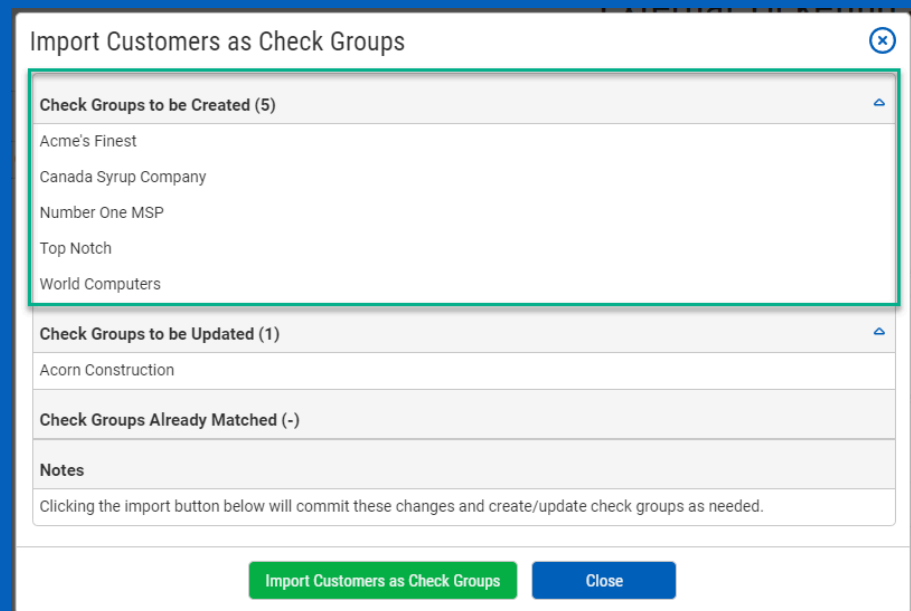 Import Customers as Check Groups
Check Groups to be Created (5)
Acme's Finest
Canada Syrup Company
Number One MSP
Top Notch
World Computers
Check Groups to be Updated (1)
Acorn Construction
Check Groups Already Matched (-)
Notes
Clicking the import button below will commit these changes and create/update check groups as needed.
Import Customers as Check Groups
Close